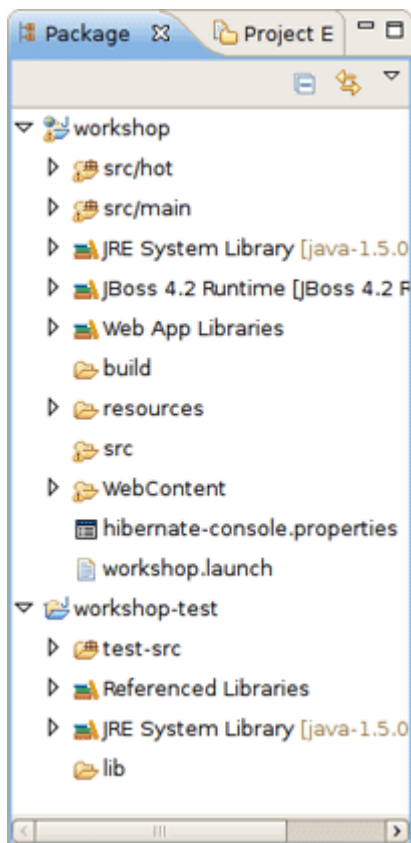 Package Project E
workshop
src/hot
src/main
JRE System Library [java-1.5.0
JBoss 4.2 Runtime [JBoss 4.2 R
Web App Libraries
build
resources
src
WebContent
hibernate-console.properties
workshop.launch
workshop-test
test-src
Referenced Libraries
JRE System Library [java-1.5.0
lib